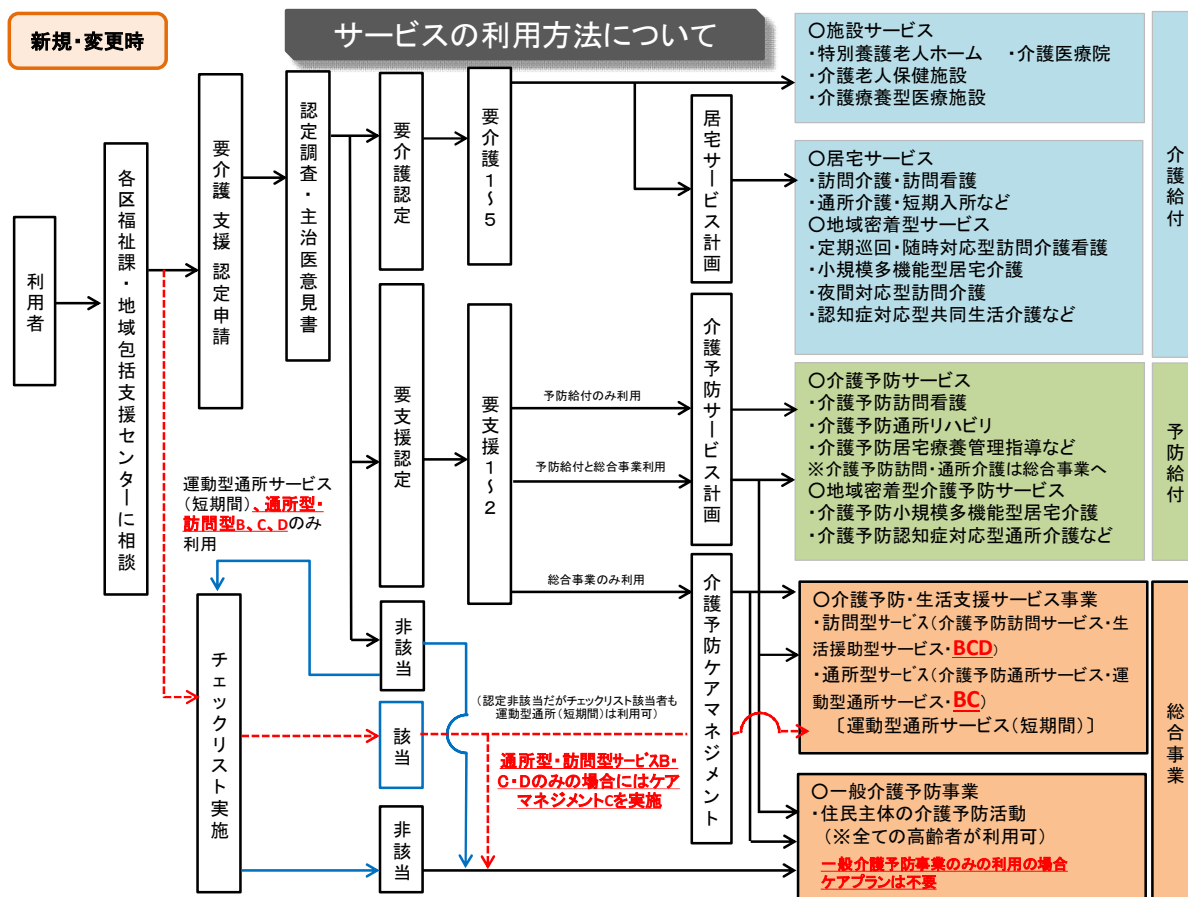 新規・変更時
サービスの利用方法について
利用者
各区福祉課・地域包括支援センターに相談
要介護 支援 認定申請
認定調査・主治医意見書
要介護認定
要介護1～5
居宅サービス計画
〇施設サービス
・特別養護老人ホーム ・介護医療院
・介護老人保健施設
・介護療養型医療施設
〇居宅サービス
・訪問介護・訪問看護
・通所介護・短期入所など
〇地域密着型サービス
・定期巡回・随時対応型訪問介護看護
・小規模多機能型居宅介護
・夜間対応型訪問介護
・認知症対応型共同生活介護など
介護給付
要支援認定
要支援1～2
予防給付のみ利用
予防給付と総合事業利用
総合事業のみ利用
介護予防サービス計画
〇介護予防サービス
・介護予防訪問看護
・介護予防通所リハビリ
・介護予防居宅療養管理指導など
※介護予防訪問・通所介護は総合事業へ
〇地域密着型介護予防サービス
・介護予防小規模多機能型居宅介護
・介護予防認知症対応型通所介護など
予防給付
運動型通所サービス
(短期間)、通所型・
訪問型B、C、Dのみ
利用
チェックリスト実施
非該当
該当
非該当
(認定非該当だがチェックリスト該当者も
運動型通所(短期間)は利用可)
通所型・訪問型サービスB・
C・Dのみの場合にはケア
マネジメントCを実施
介護予防ケアマネジメント
〇介護予防・生活支援サービス事業
・訪問型サービス(介護予防訪問サービス・生
活援助型サービス・BCD)
・通所型サービス(介護予防通所サービス・運
動型通所サービス・BC)
〔運動型通所サービス(短期間)〕
〇一般介護予防事業
・住民主体の介護予防活動
(※全ての高齢者が利用可)
一般介護予防事業のみの利用の場合
ケアプランは不要
総合事業